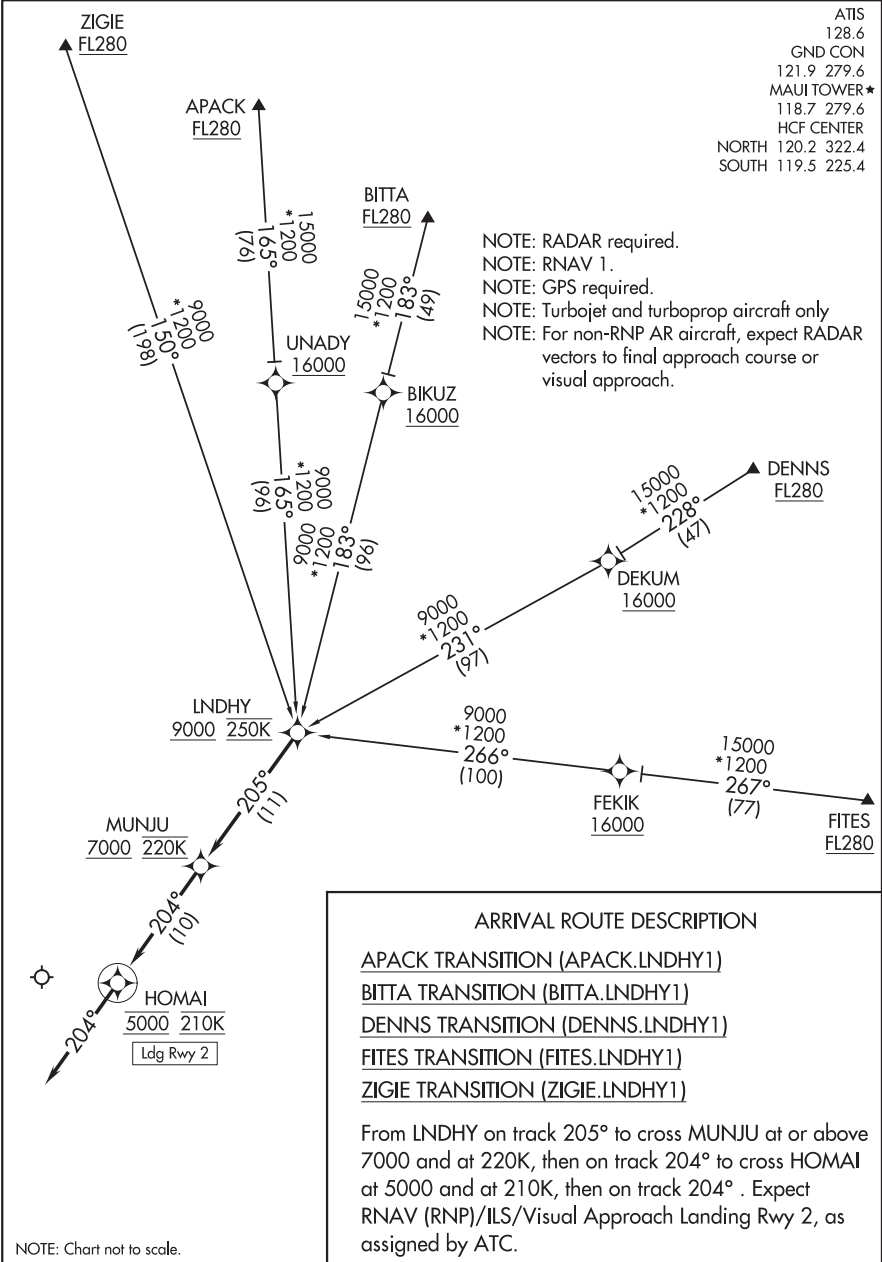 ZIGIE
FL280
ATIS
128.6
GND CON
121.9 279.6
MAUI TOWER★
118.7 279.6
HCF CENTER
NORTH 120.2 322.4
SOUTH 119.5 225.4
APACK
FL280
BITTA
FL280
NOTE: RADAR required.
NOTE: RNAV 1.
NOTE: GPS required.
NOTE: Turbojet and turboprop aircraft only
NOTE: For non-RNP AR aircraft, expect RADAR
vectors to final approach course or
visual approach.
15000
*1200
165°
(76)
15000
*1200
183°
(49)
9000
*1200
150°
(198)
UNADY
16000
BIKUZ
16000
9000
*1200
165°
(96)
9000
*1200
183°
(96)
DENNS
FL280
15000
*1200
228°
(47)
DEKUM
16000
9000
*1200
231°
(97)
LNDHY
9000 250K
9000
*1200
266°
(100)
FEKIK
16000
15000
*1200
267°
(77)
FITES
FL280
205°
(11)
MUNJU
7000 220K
204°
(10)
HOMAI
5000 210K
Ldg Rwy 2
204°
ARRIVAL ROUTE DESCRIPTION
APACK TRANSITION (APACK.LNDHY1)
BITTA TRANSITION (BITTA.LNDHY1)
DENNS TRANSITION (DENNS.LNDHY1)
FITES TRANSITION (FITES.LNDHY1)
ZIGIE TRANSITION (ZIGIE.LNDHY1)
From LNDHY on track 205° to cross MUNJU at or above
7000 and at 220K, then on track 204° to cross HOMAI
at 5000 and at 210K, then on track 204° . Expect
RNAV (RNP)/ILS/Visual Approach Landing Rwy 2, as
assigned by ATC.
NOTE: Chart not to scale.